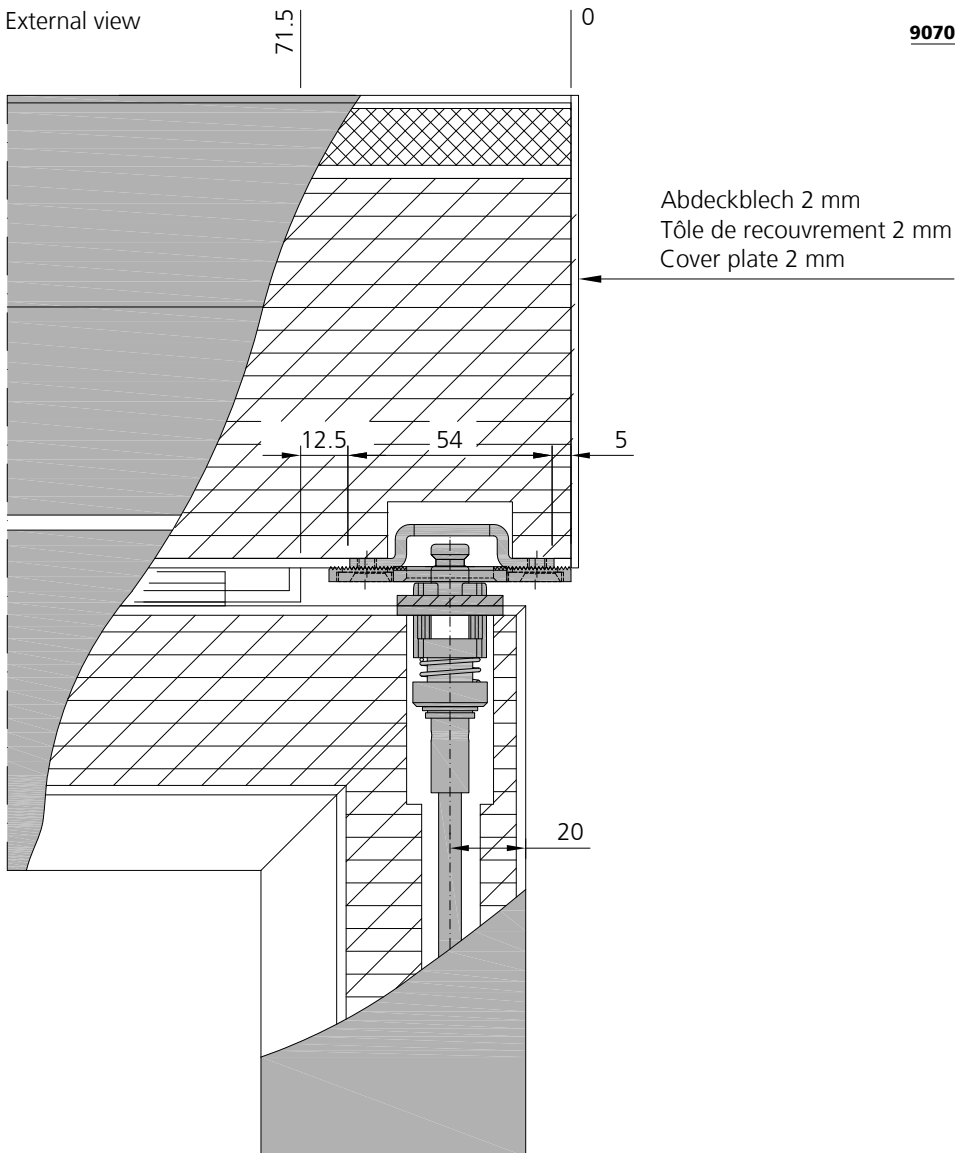 External view
71.5
0
9070
Abdeckblech 2 mm
Tôle de recouvrement 2 mm
Cover plate 2 mm
12.5
54
5
20